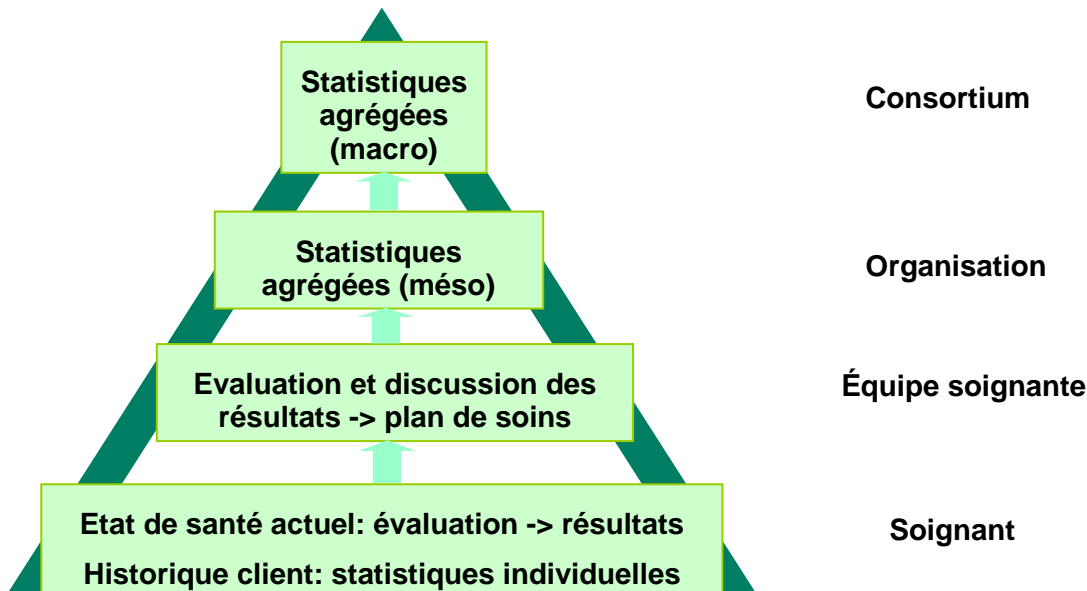 Statistiques
agrégées
(macro)
Consortium
Statistiques
agrégées (méso)
Organisation
Evaluation et discussion des
résultats -> plan de soins
Équipe soignante
Etat de santé actuel: évaluation -> résultats
Historique client: statistiques individuelles
Soignant